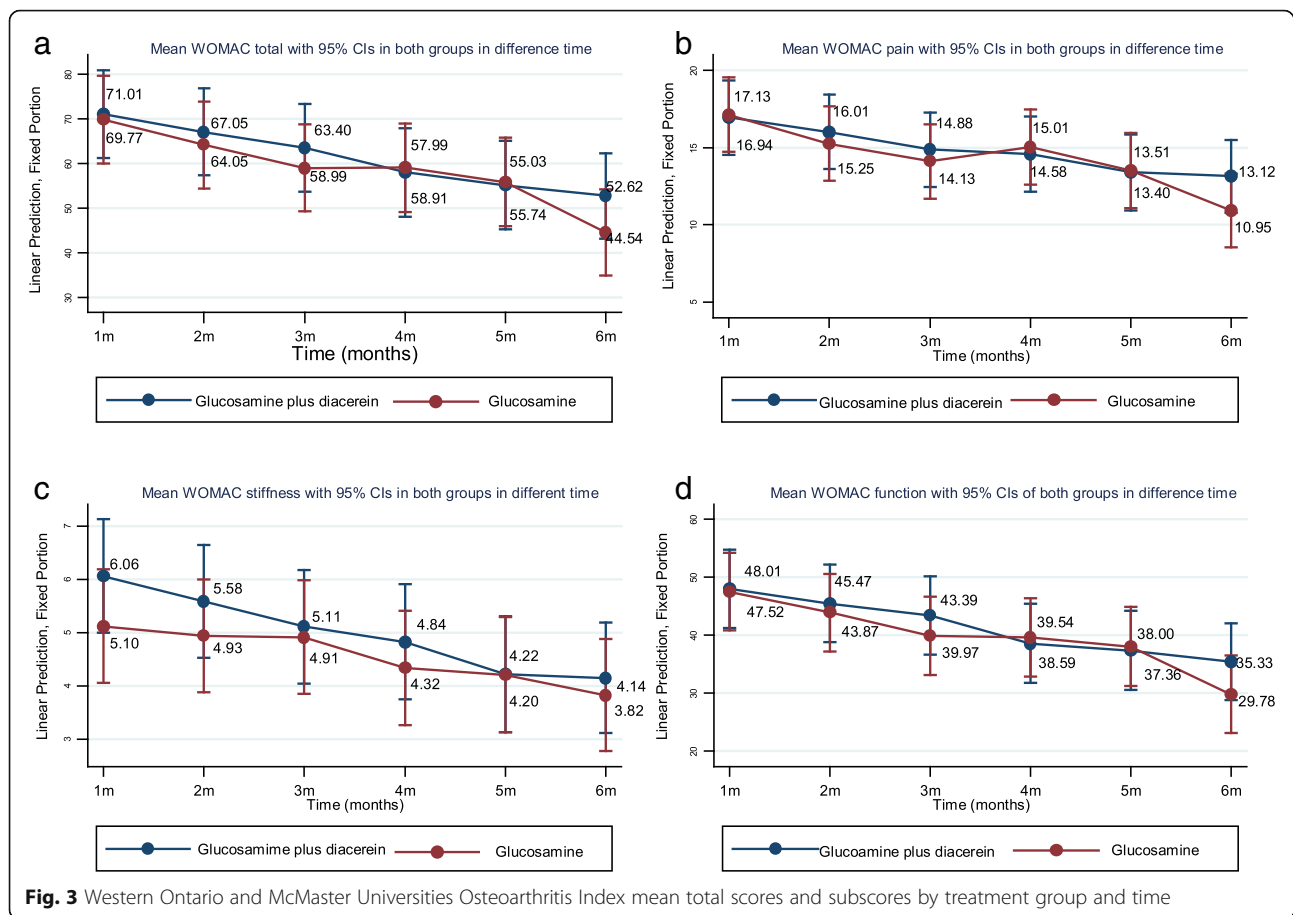 a
Mean WOMAC total with 95% CIs in both groups in difference time
Linear Prediction, Fixed Portion
80
70
60
50
40
30
71.01
69.77
67.05
64.05
63.40
58.99
57.99
58.91
55.03
55.74
52.62
44.54
1m 2m 3m 4m 5m 6m
Time (months)
Glucosamine plus diacerein Glucosamine
b
Mean WOMAC pain with 95% CIs in both groups in difference time
Linear Prediction, Fixed Portion
20
15
10
5
17.13
16.94
16.01
15.25
14.88
14.13
15.01
14.58
13.51
13.40
13.12
10.95
1m 2m 3m 4m 5m 6m
Time (months)
Glucosamine plus diacerein Glucosamine
c
Mean WOMAC stiffness with 95% CIs in both groups in different time
Linear Prediction, Fixed Portion
7
6
5
4
3
6.06
5.10
5.58
4.93
5.11
4.91
4.84
4.32
4.22
4.20
4.14
3.82
1m 2m 3m 4m 5m 6m
Time (months)
Glucosamime plus diacerein Glucosamine
d
Mean WOMAC function with 95% CIs of both groups in difference time
Linear Prediction, Fixed Portion
60
50
40
30
20
48.01
47.52
45.47
43.87
43.39
39.97
39.54
38.59
38.00
37.36
35.33
29.78
1m 2m 3m 4m 5m 6m
Time (months)
Glucoamine plus diacerein Glucosamine
Fig. 3 Western Ontario and McMaster Universities Osteoarthritis Index mean total scores and subscores by treatment group and time